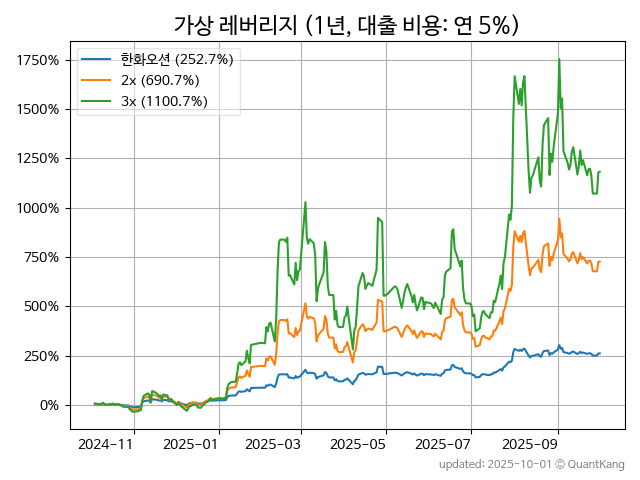 가상 레버리지 (1년, 대출 비용: 연 5%)
한화오션 (252.7%)
2x (690.7%)
3x (1100.7%)
1750%
1500%
1250%
1000%
750%
500%
250%
0%
2024-11
2025-01
2025-03
2025-05
2025-07
2025-09
updated: 2025-10-01 © QuantKang